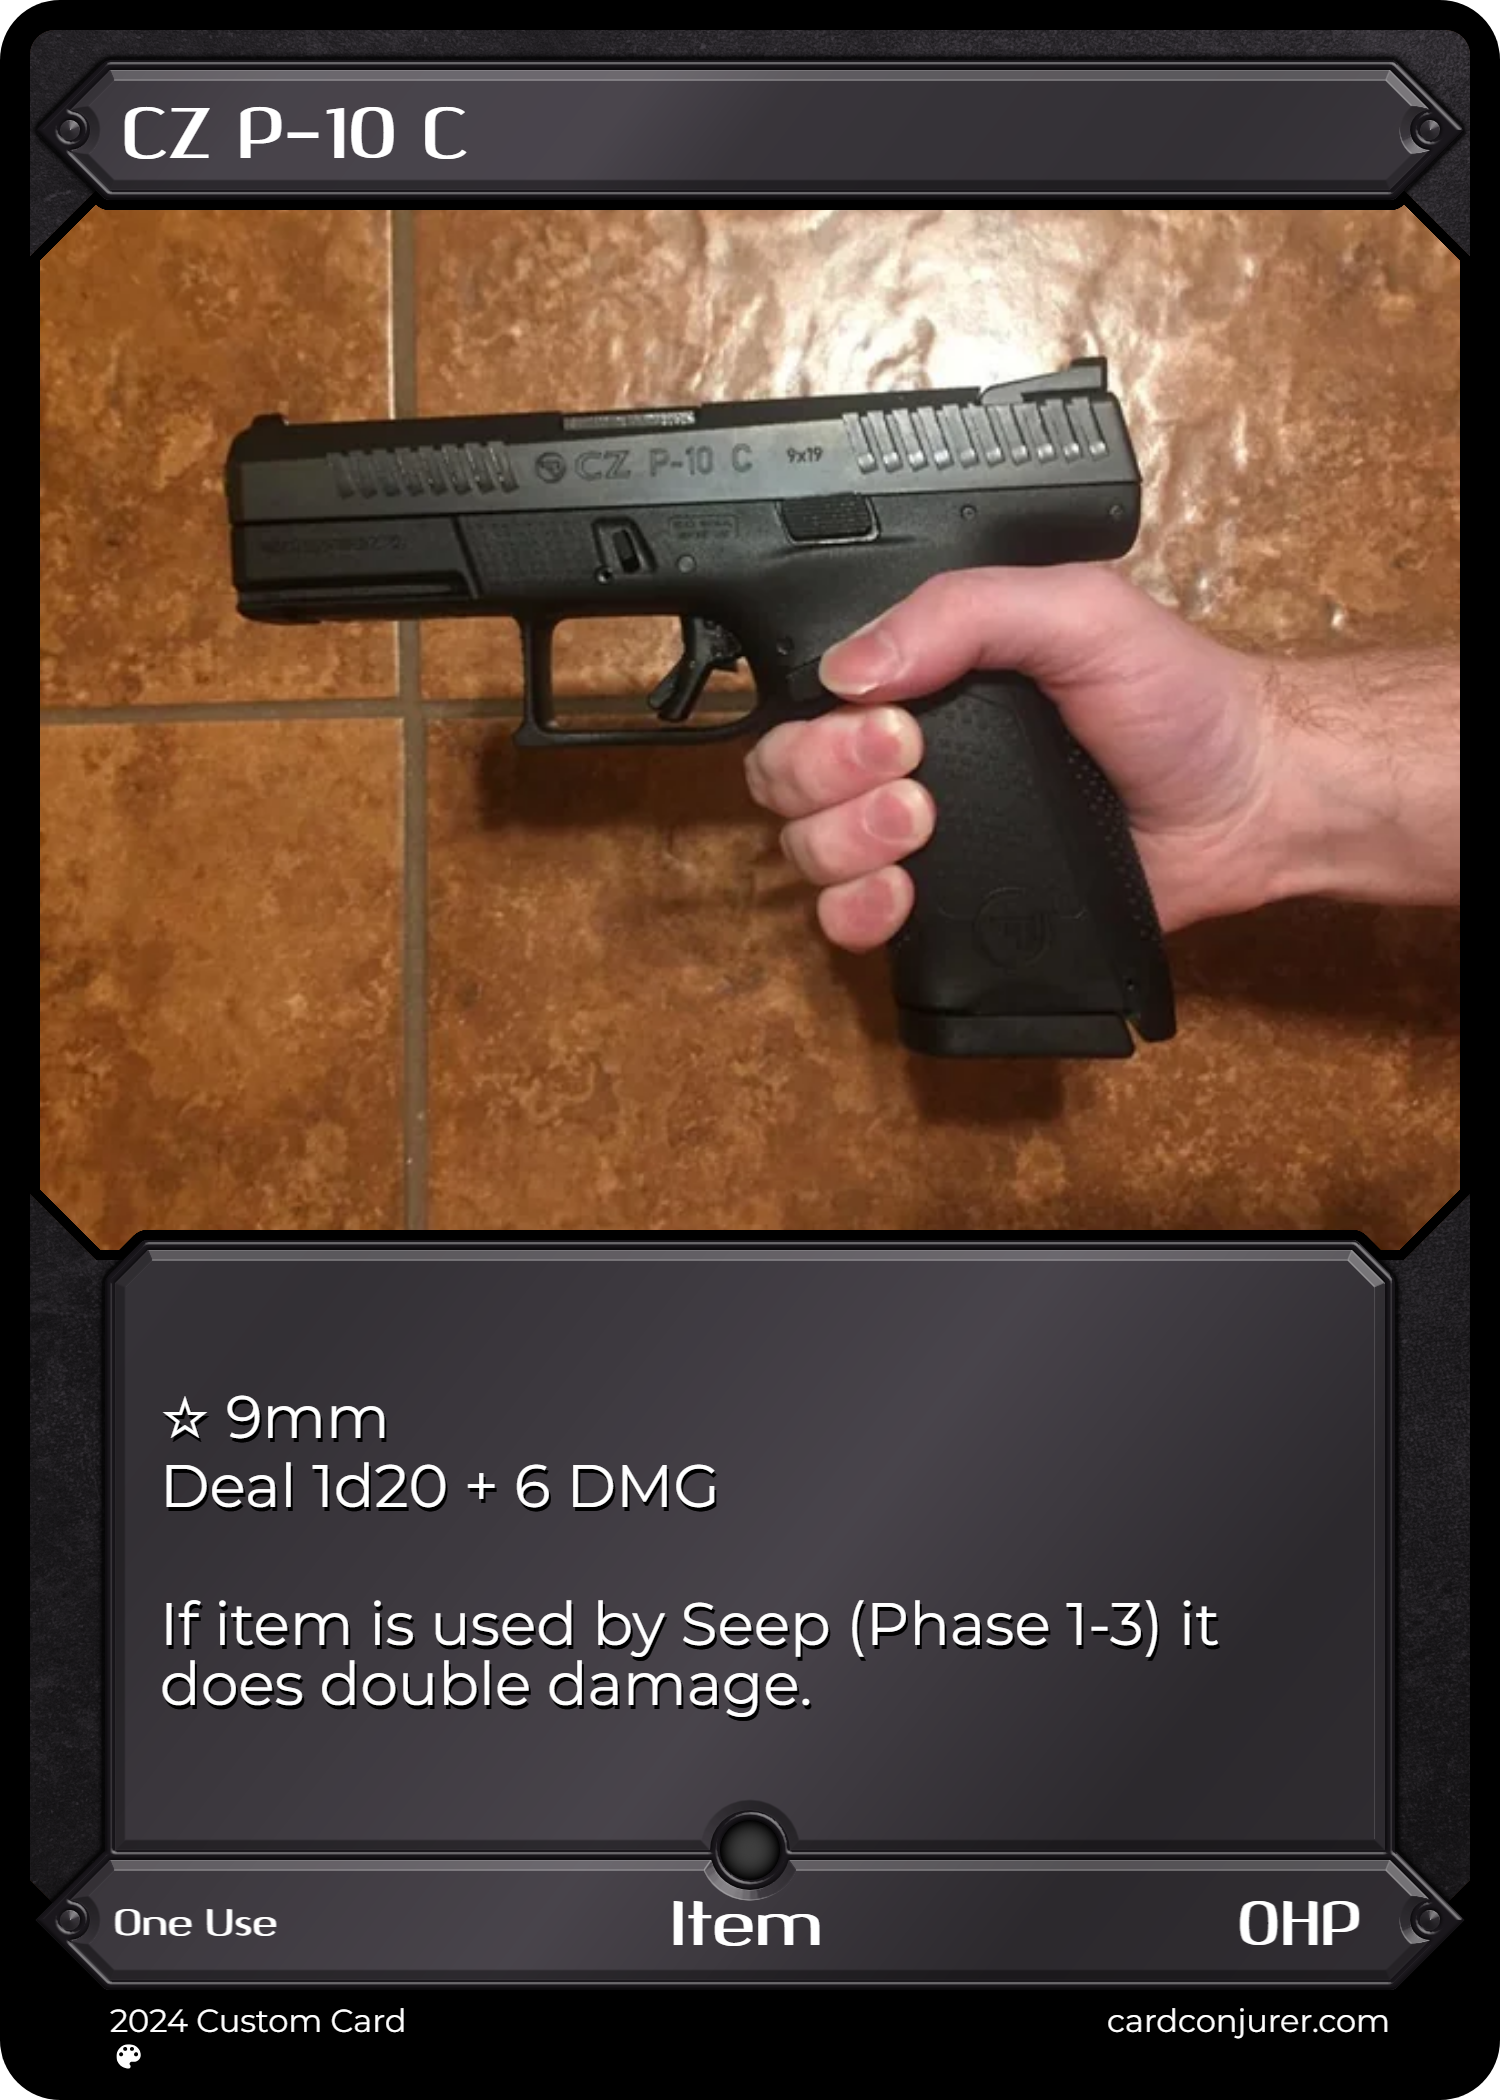 CZ P-10 C
CZ P-10 C 9x19
☆ 9mm
Deal 1d20 + 6 DMG
If item is used by Seep (Phase 1-3) it
does double damage.
One Use Item OHP
2024 Custom Card cardconjurer.com